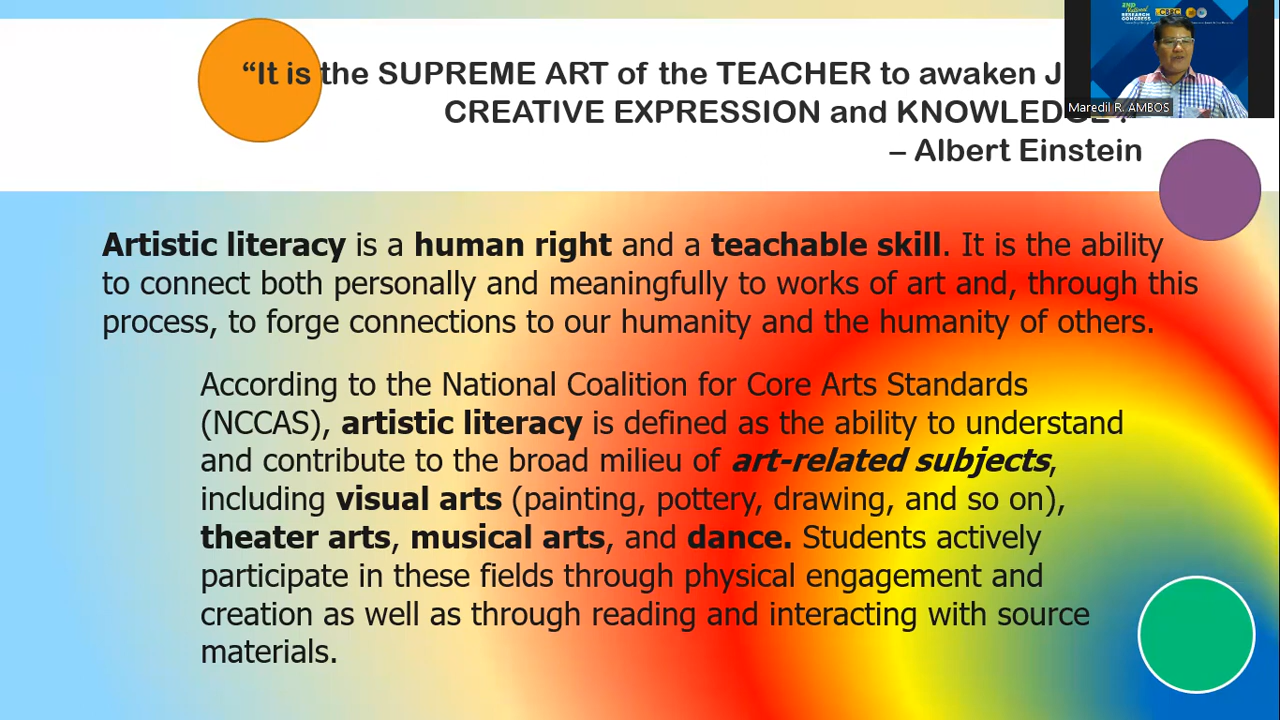 “It is the SUPREME ART of the TEACHER to awaken J
CREATIVE EXPRESSION and KNOWLEDGE".
– Albert Einstein
2ND National
RESEARCH
CONGRESS
CBRC
Maredil R. AMBOS
Artistic literacy is a human right and a teachable skill. It is the ability
to connect both personally and meaningfully to works of art and, through this
process, to forge connections to our humanity and the humanity of others.
According to the National Coalition for Core Arts Standards
(NCCAS), artistic literacy is defined as the ability to understand
and contribute to the broad milieu of art-related subjects,
including visual arts (painting, pottery, drawing, and so on),
theater arts, musical arts, and dance. Students actively
participate in these fields through physical engagement and
creation as well as through reading and interacting with source
materials.